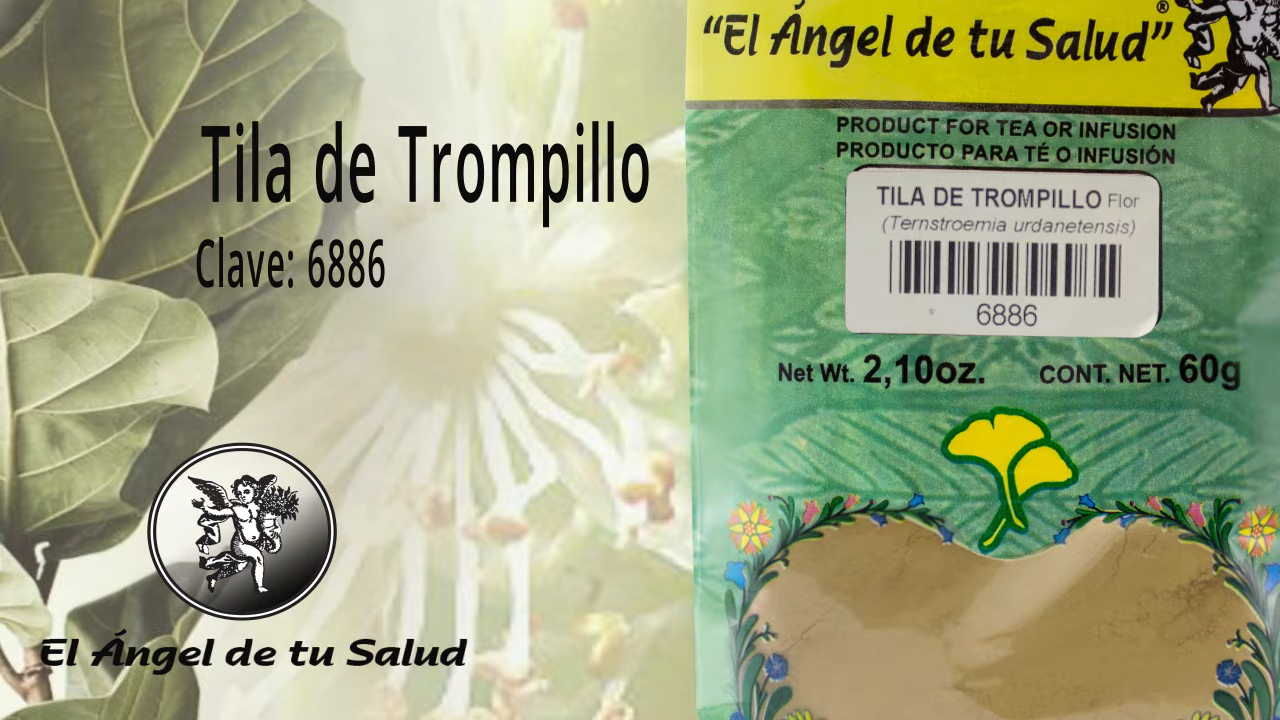 Tila de Trompillo
Clave: 6886
El Ángel de tu Salud
"El Ángel de tu Salud"®
PRODUCT FOR TEA OR INFUSION
PRODUCTO PARA TÉ O INFUSIÓN
TILA DE TROMPILLO Flor
(Ternstroemia urdanetensis)
6886
Net Wt. 2,10oz. CONT. NET. 60g